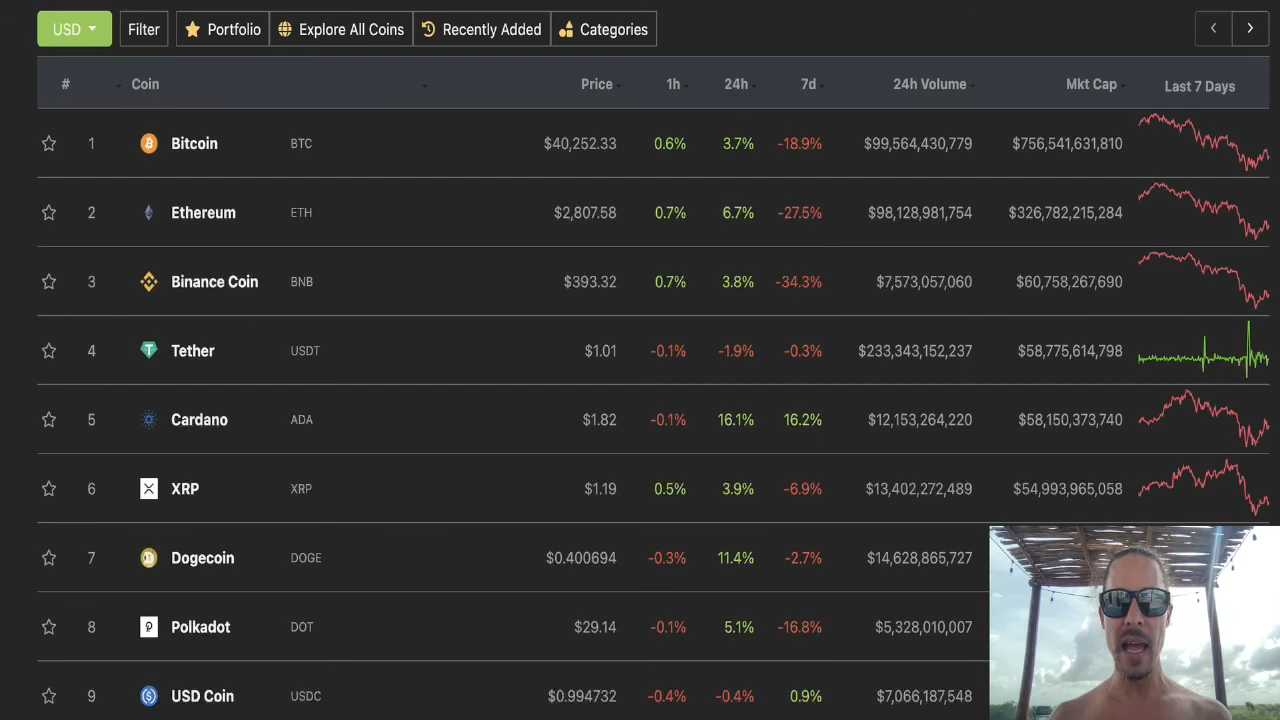 USD Filter Portfolio Explore All Coins Recently Added Categories
# Coin Price 1h 24h 7d 24h Volume Mkt Cap Last 7 Days
1 Bitcoin BTC $40,252.33 0.6% 3.7% -18.9% $99,564,430,779 $756,541,631,810
2 Ethereum ETH $2,807.58 0.7% 6.7% -27.5% $98,128,981,754 $326,782,215,284
3 Binance Coin BNB $393.32 0.7% 3.8% -34.3% $7,573,057,060 $60,758,267,690
4 Tether USDT $1.01 -0.1% -1.9% -0.3% $233,343,152,237 $58,775,614,798
5 Cardano ADA $1.82 -0.1% 16.1% 16.2% $12,153,264,220 $58,150,373,740
6 XRP XRP $1.19 0.5% 3.9% -6.9% $13,402,272,489 $54,993,965,058
7 Dogecoin DOGE $0.400694 -0.3% 11.4% -2.7% $14,628,865,727
8 Polkadot DOT $29.14 -0.1% 5.1% -16.8% $5,328,010,007
9 USD Coin USDC $0.994732 -0.4% -0.4% 0.9% $7,066,187,548